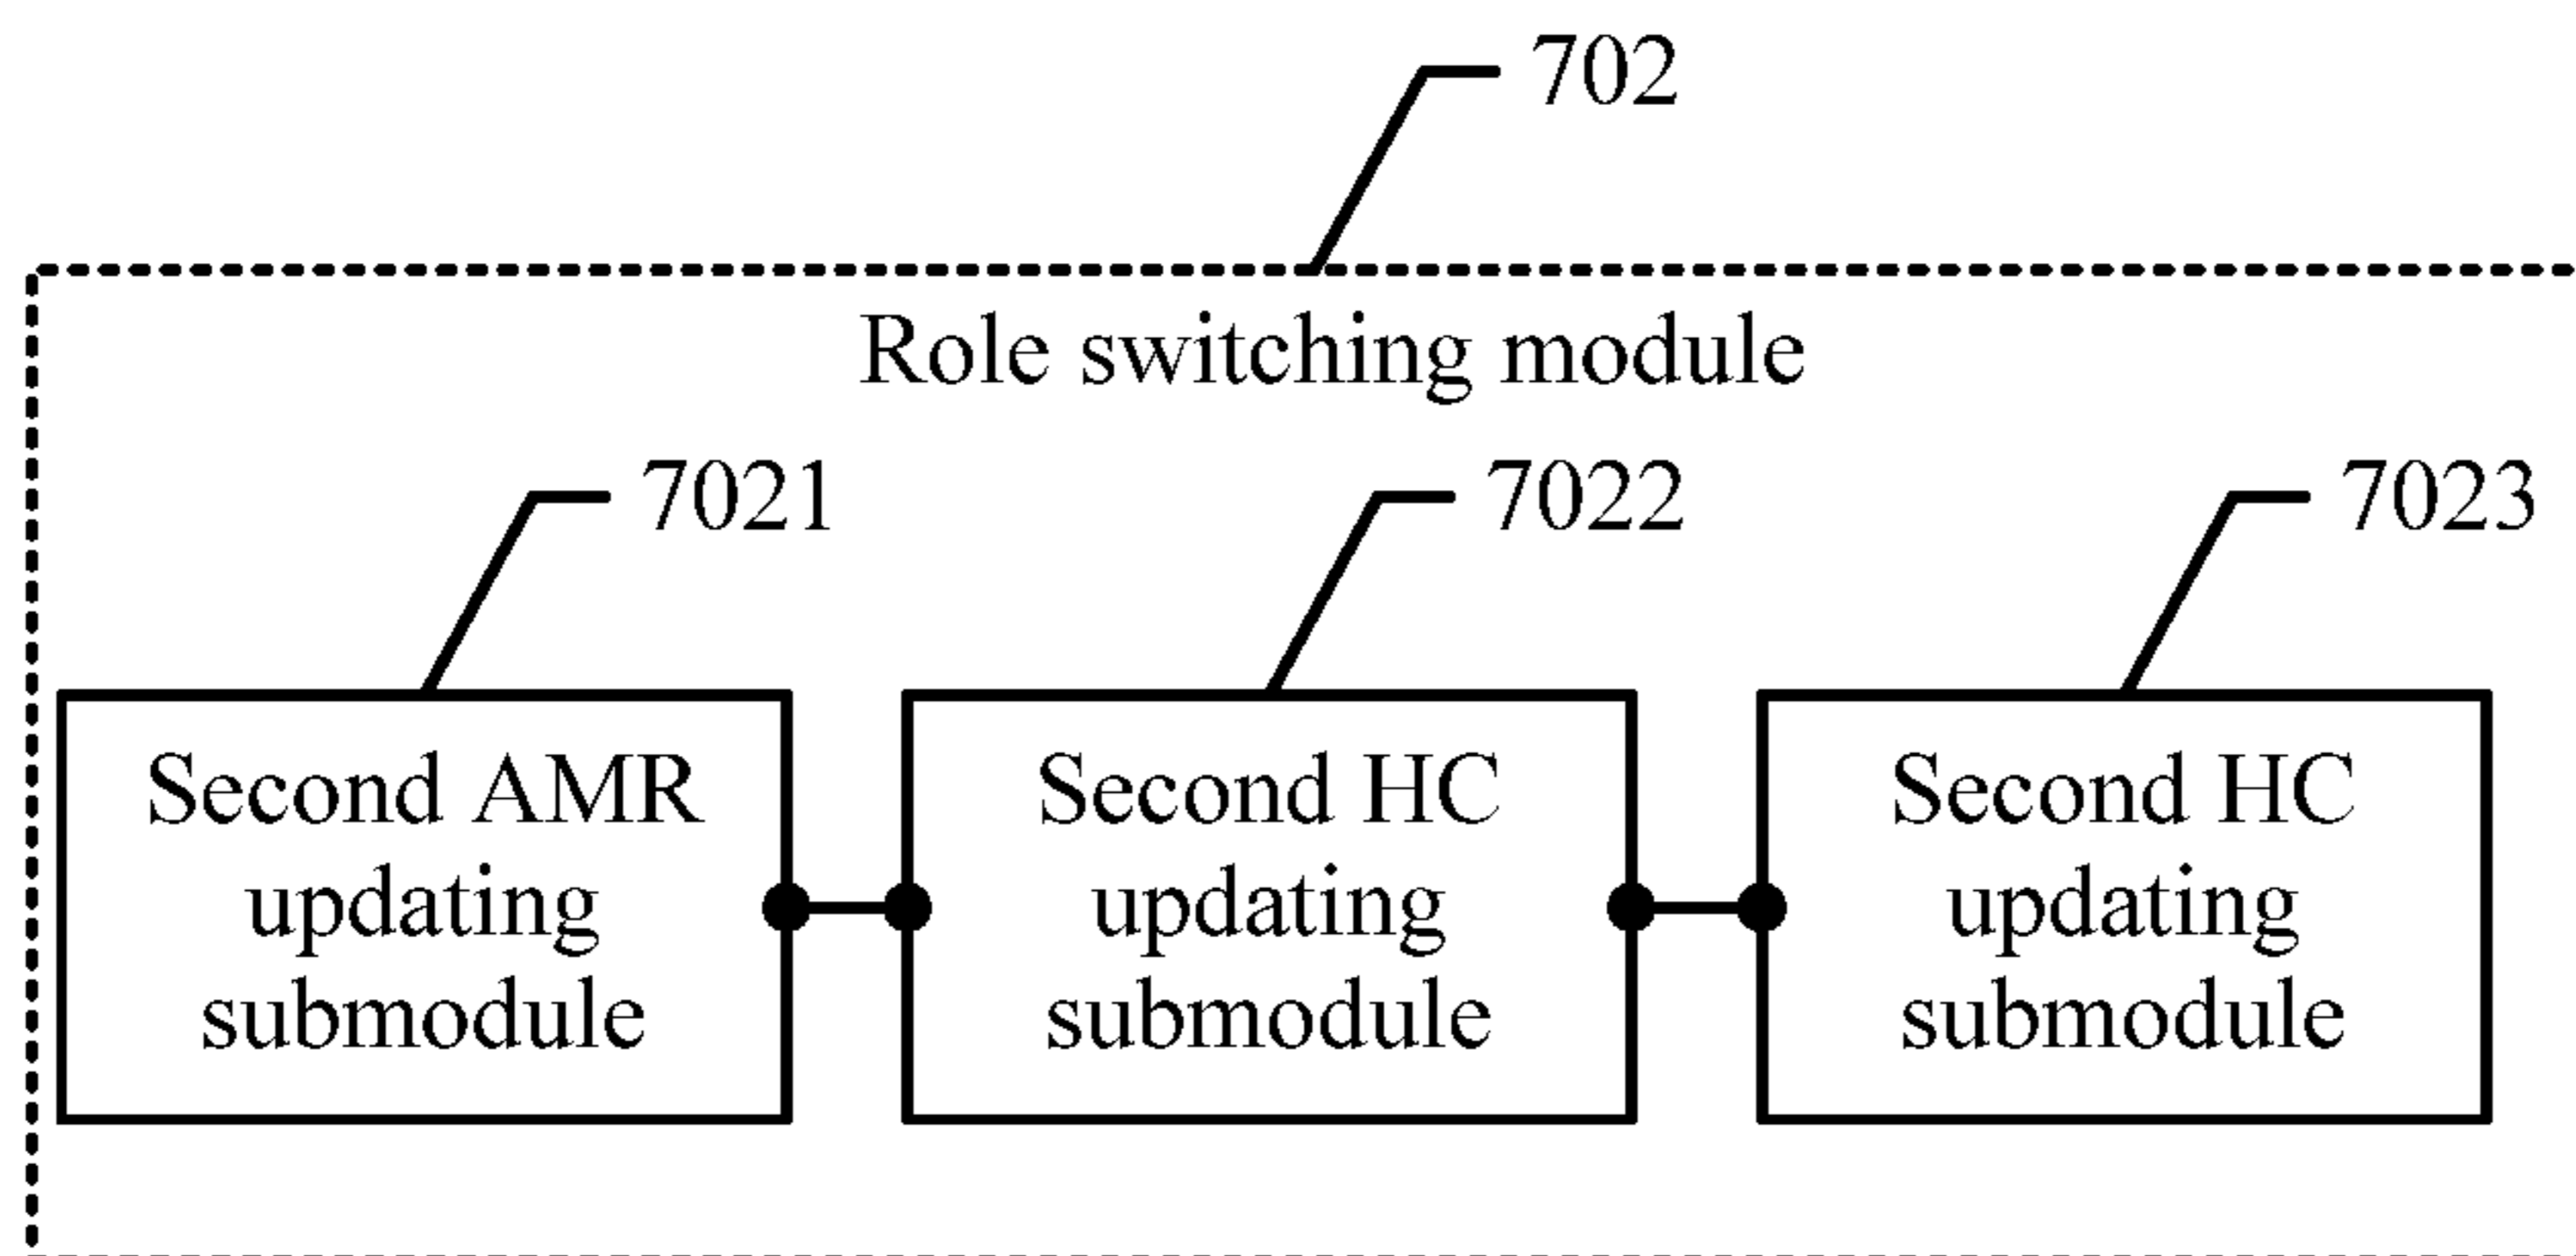 702
Role switching module
7021
7022
7023
Second AMR
updating
submodule
Second HC
updating
submodule
Second HC
updating
submodule